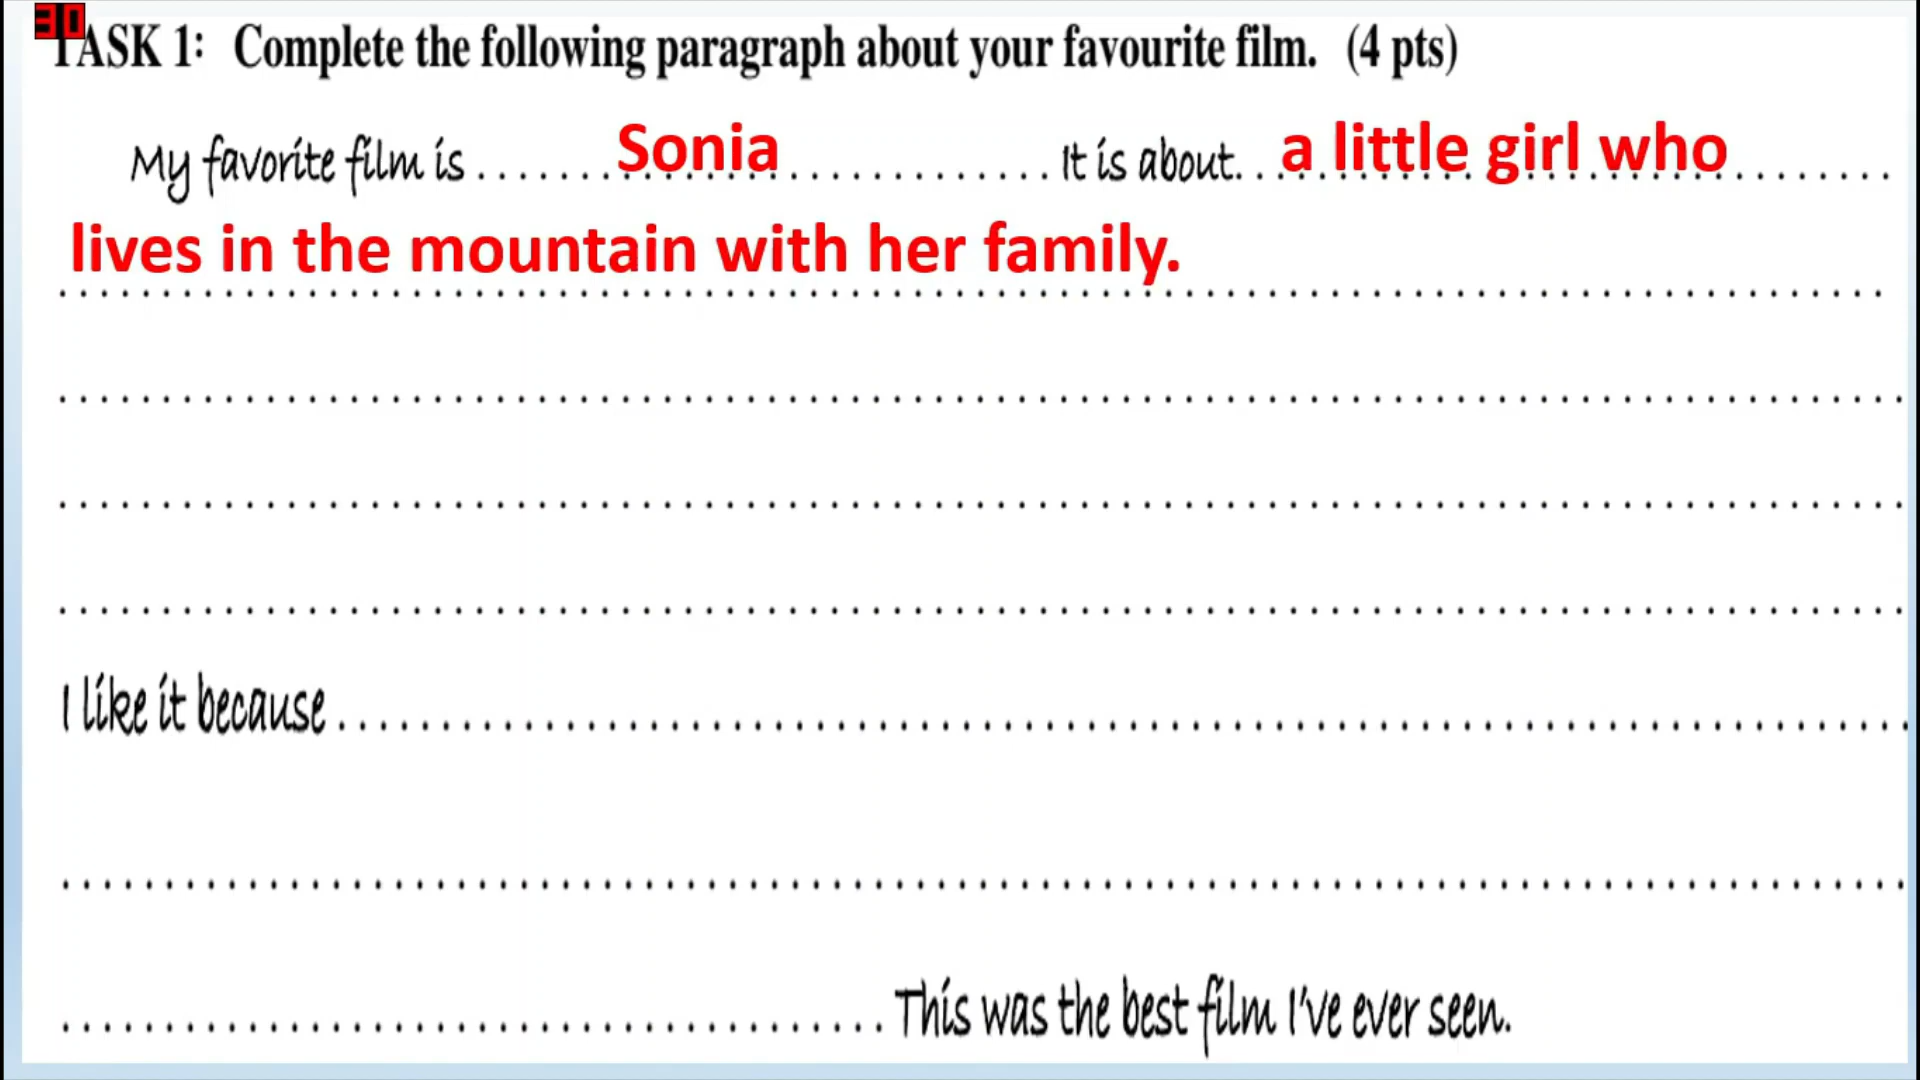 30
TASK 1: Complete the following paragraph about your favourite film. (4 pts)
My favorite film is ..... Sonia ..... It is about... a little girl who .....
lives in the mountain with her family.
I like it because .....
..... This was the best film I've ever seen.